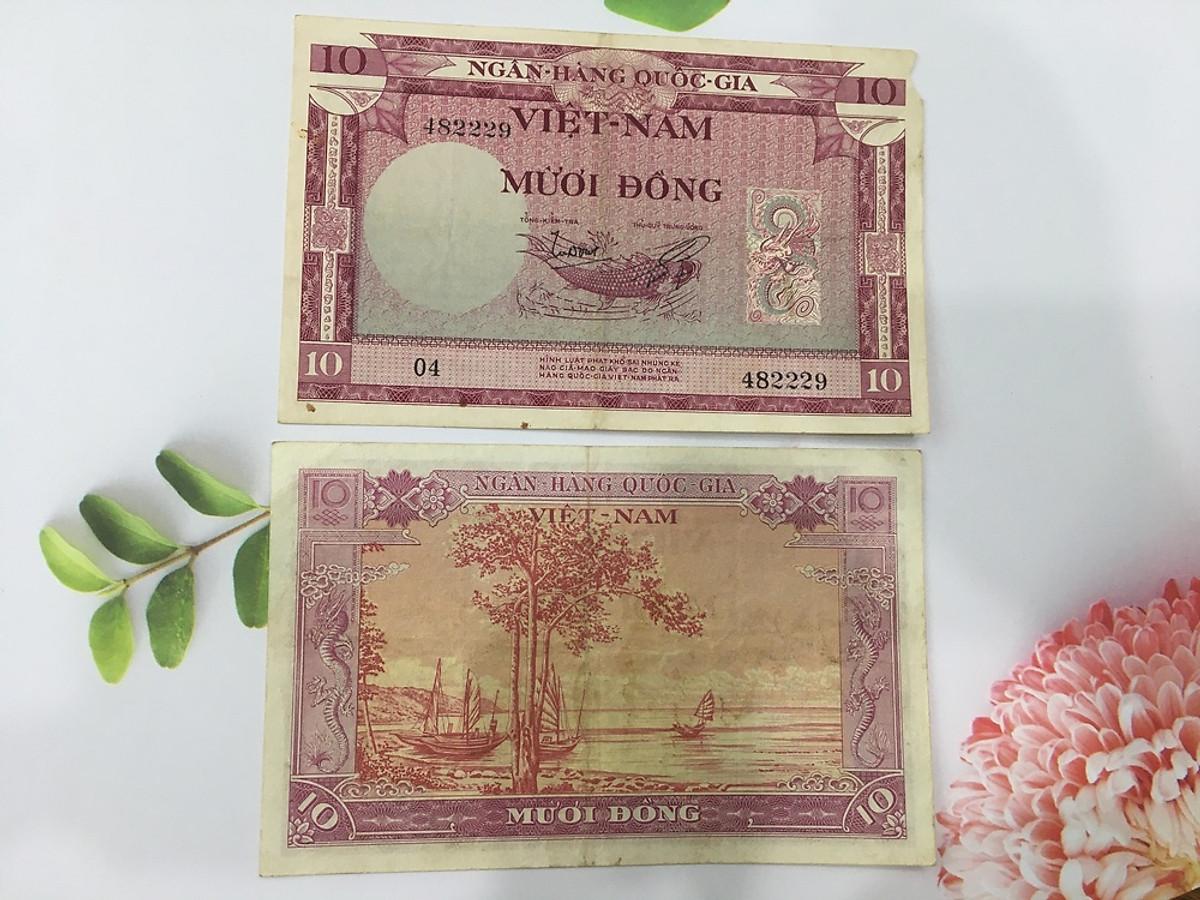 10
NGÂN-HÀNG QUỐC-GIA
10
482229
VIỆT-NAM
MƯỜI ĐỒNG
TỔNG-KIỂM-TRA
THỦ-QUỸ TRUNG-ƯƠNG
10
04
HÌNH LUẬT PHẠT KHỔ SAI NHỮNG KẺ
NÀO GIẢ-MẠO GIẤY BẠC DO NGÂN-
HÀNG QUỐC-GIA VIỆT-NAM PHÁT RA
482229
10
10
NGÂN-HÀNG QUỐC-GIA
10
VIỆT-NAM
10
MƯỜI ĐỒNG
10